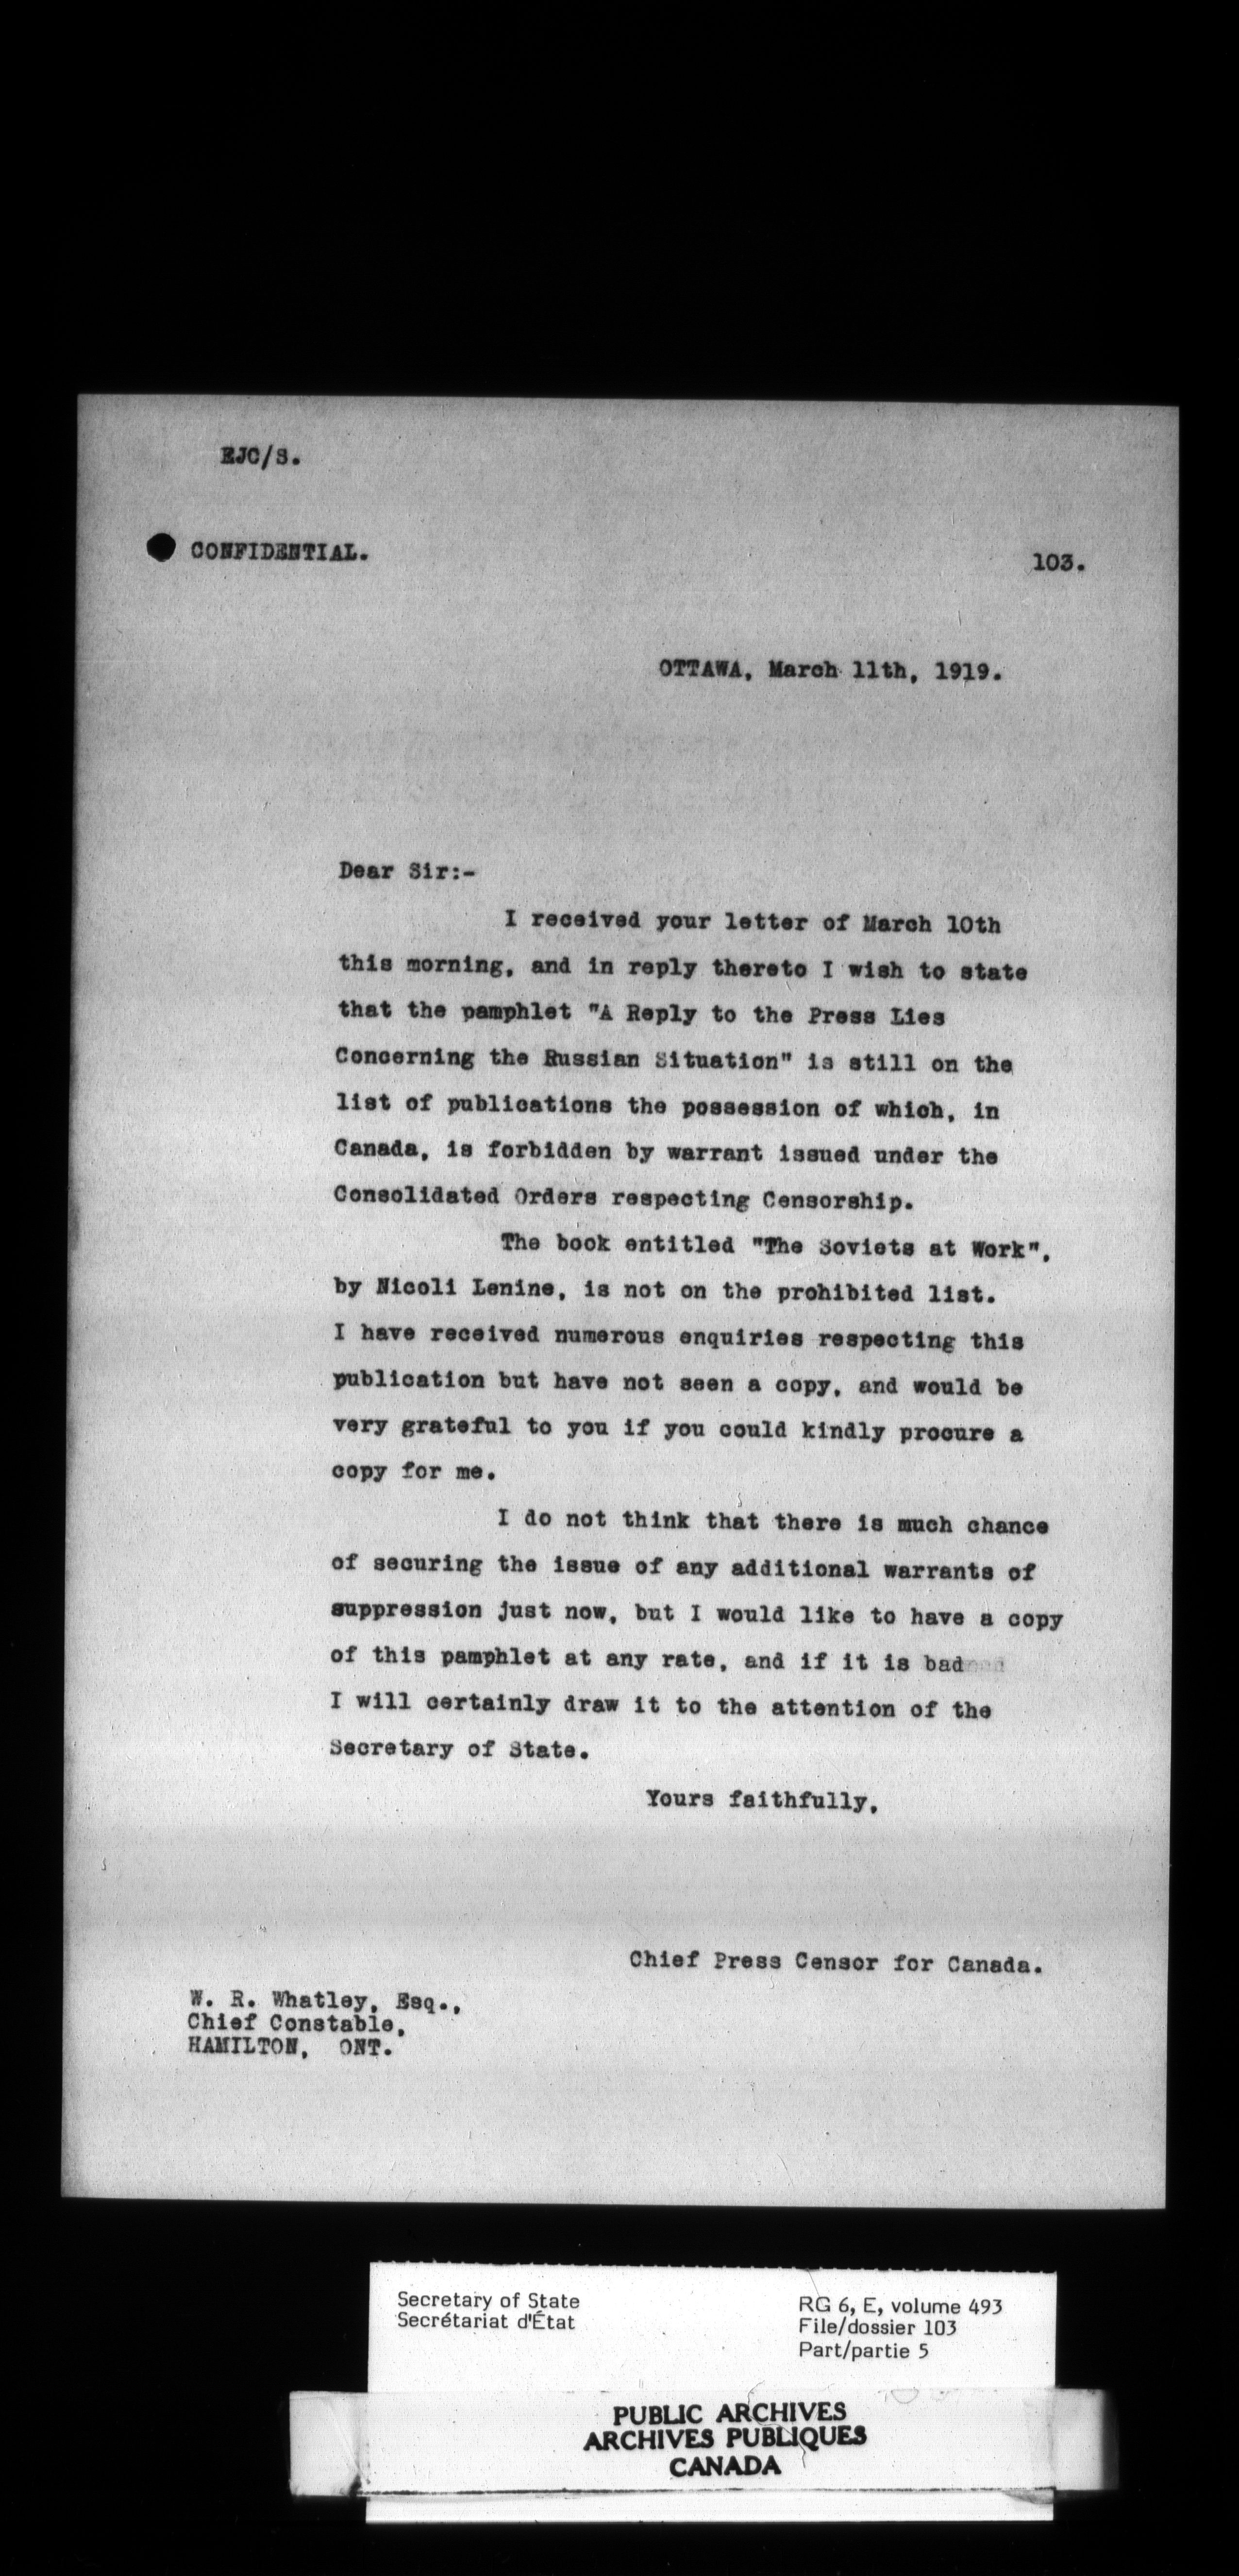 EJC/S.
CONFIDENTIAL.
103.
OTTAWA, March 11th, 1919.
Dear Sir:-
I received your letter of March 10th
this morning, and in reply thereto I wish to state
that the pamphlet "A Reply to the Press Lies
Concerning the Russian Situation" is still on the
list of publications the possession of which, in
Canada, is forbidden by warrant issued under the
Consolidated Orders respecting Censorship.
The book entitled "The Soviets at Work",
by Nicoli Lenine, is not on the prohibited list.
I have received numerous enquiries respecting this
publication but have not seen a copy, and would be
very grateful to you if you could kindly procure a
copy for me.
I do not think that there is much chance
of securing the issue of any additional warrants of
suppression just now, but I would like to have a copy
of this pamphlet at any rate, and if it is bad
I will certainly draw it to the attention of the
Secretary of State.
Yours faithfully,
Chief Press Censor for Canada.
W. R. Whatley, Esq.,
Chief Constable,
HAMILTON, ONT.
Secretary of State
Secrétariat d'État
RG 6, E, volume 493
File/dossier 103
Part/partie 5
PUBLIC ARCHIVES
ARCHIVES PUBLIQUES
CANADA